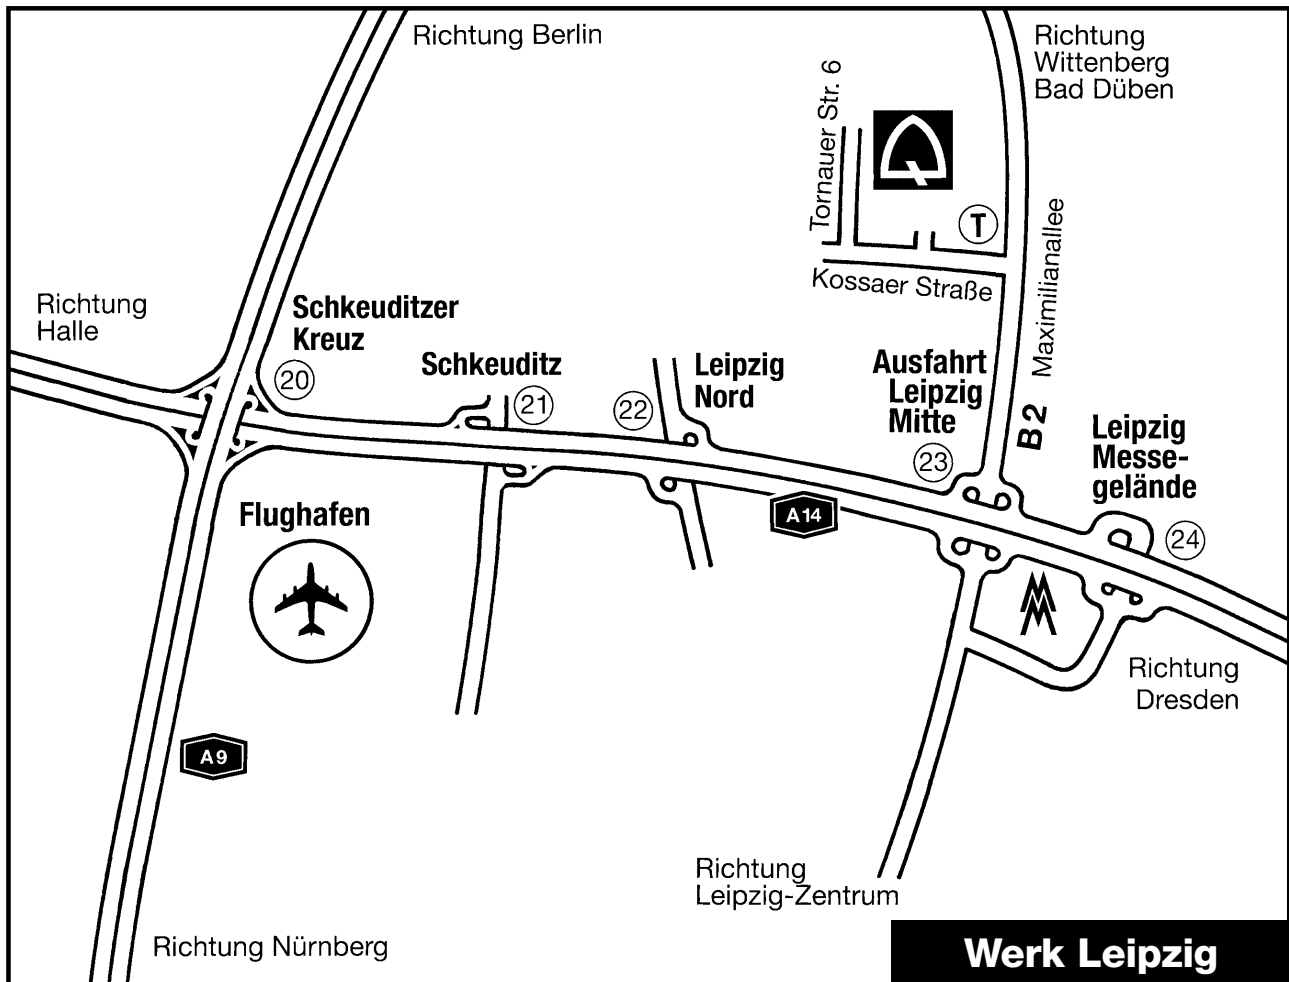 Richtung Berlin
Richtung
Wittenberg
Bad Düben
Tornauer Str. 6
T
Kossaer Straße
Maximilianallee
Richtung
Halle
Schkeuditzer
Kreuz
20
Schkeuditz
21
22
Leipzig
Nord
Ausfahrt
Leipzig
Mitte
23
B2
Leipzig
Messe-
gelände
24
A14
Flughafen
Richtung
Dresden
A9
Richtung
Leipzig-Zentrum
Richtung Nürnberg
Werk Leipzig